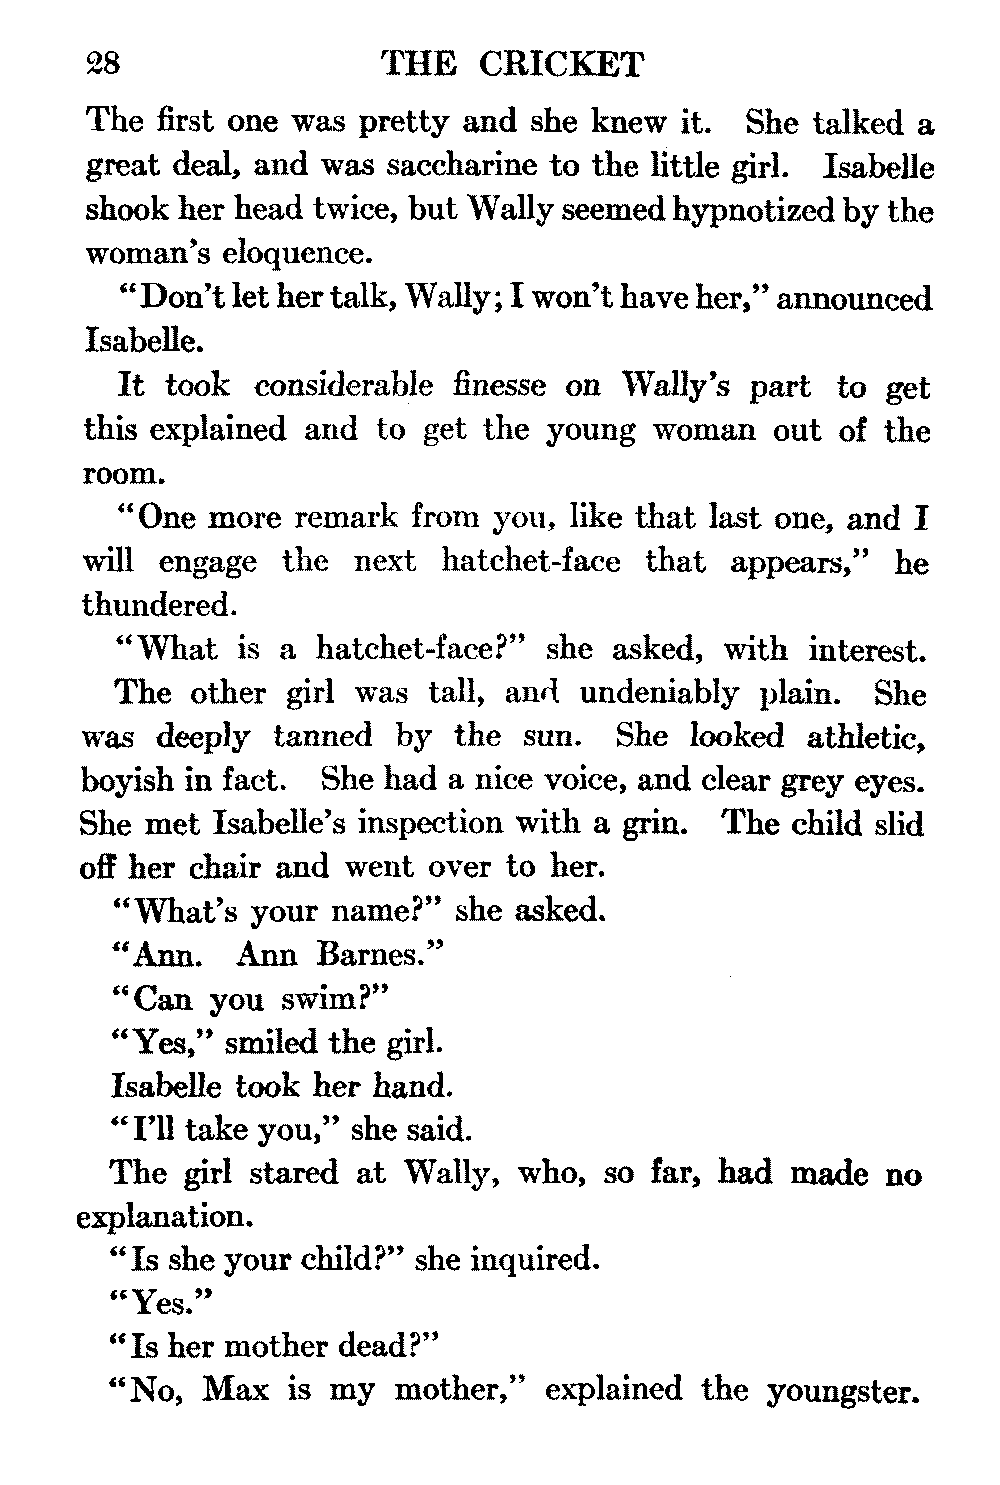 28 THE CRICKET
The first one was pretty and she knew it. She talked a
great deal, and was saccharine to the little girl. Isabelle
shook her head twice, but Wally seemed hypnotized by the
woman's eloquence.
"Don't let her talk, Wally; I won't have her," announced
Isabelle.
It took considerable finesse on Wally's part to get
this explained and to get the young woman out of the
room.
"One more remark from you, like that last one, and I
will engage the next hatchet-face that appears," he
thundered.
"What is a hatchet-face?" she asked, with interest.
The other girl was tall, and undeniably plain. She
was deeply tanned by the sun. She looked athletic,
boyish in fact. She had a nice voice, and clear grey eyes.
She met Isabelle's inspection with a grin. The child slid
off her chair and went over to her.
"What's your name?" she asked.
"Ann. Ann Barnes."
"Can you swim?"
"Yes," smiled the girl.
Isabelle took her hand.
"I'll take you," she said.
The girl stared at Wally, who, so far, had made no
explanation.
"Is she your child?" she inquired.
"Yes."
"Is her mother dead?"
"No, Max is my mother," explained the youngster.